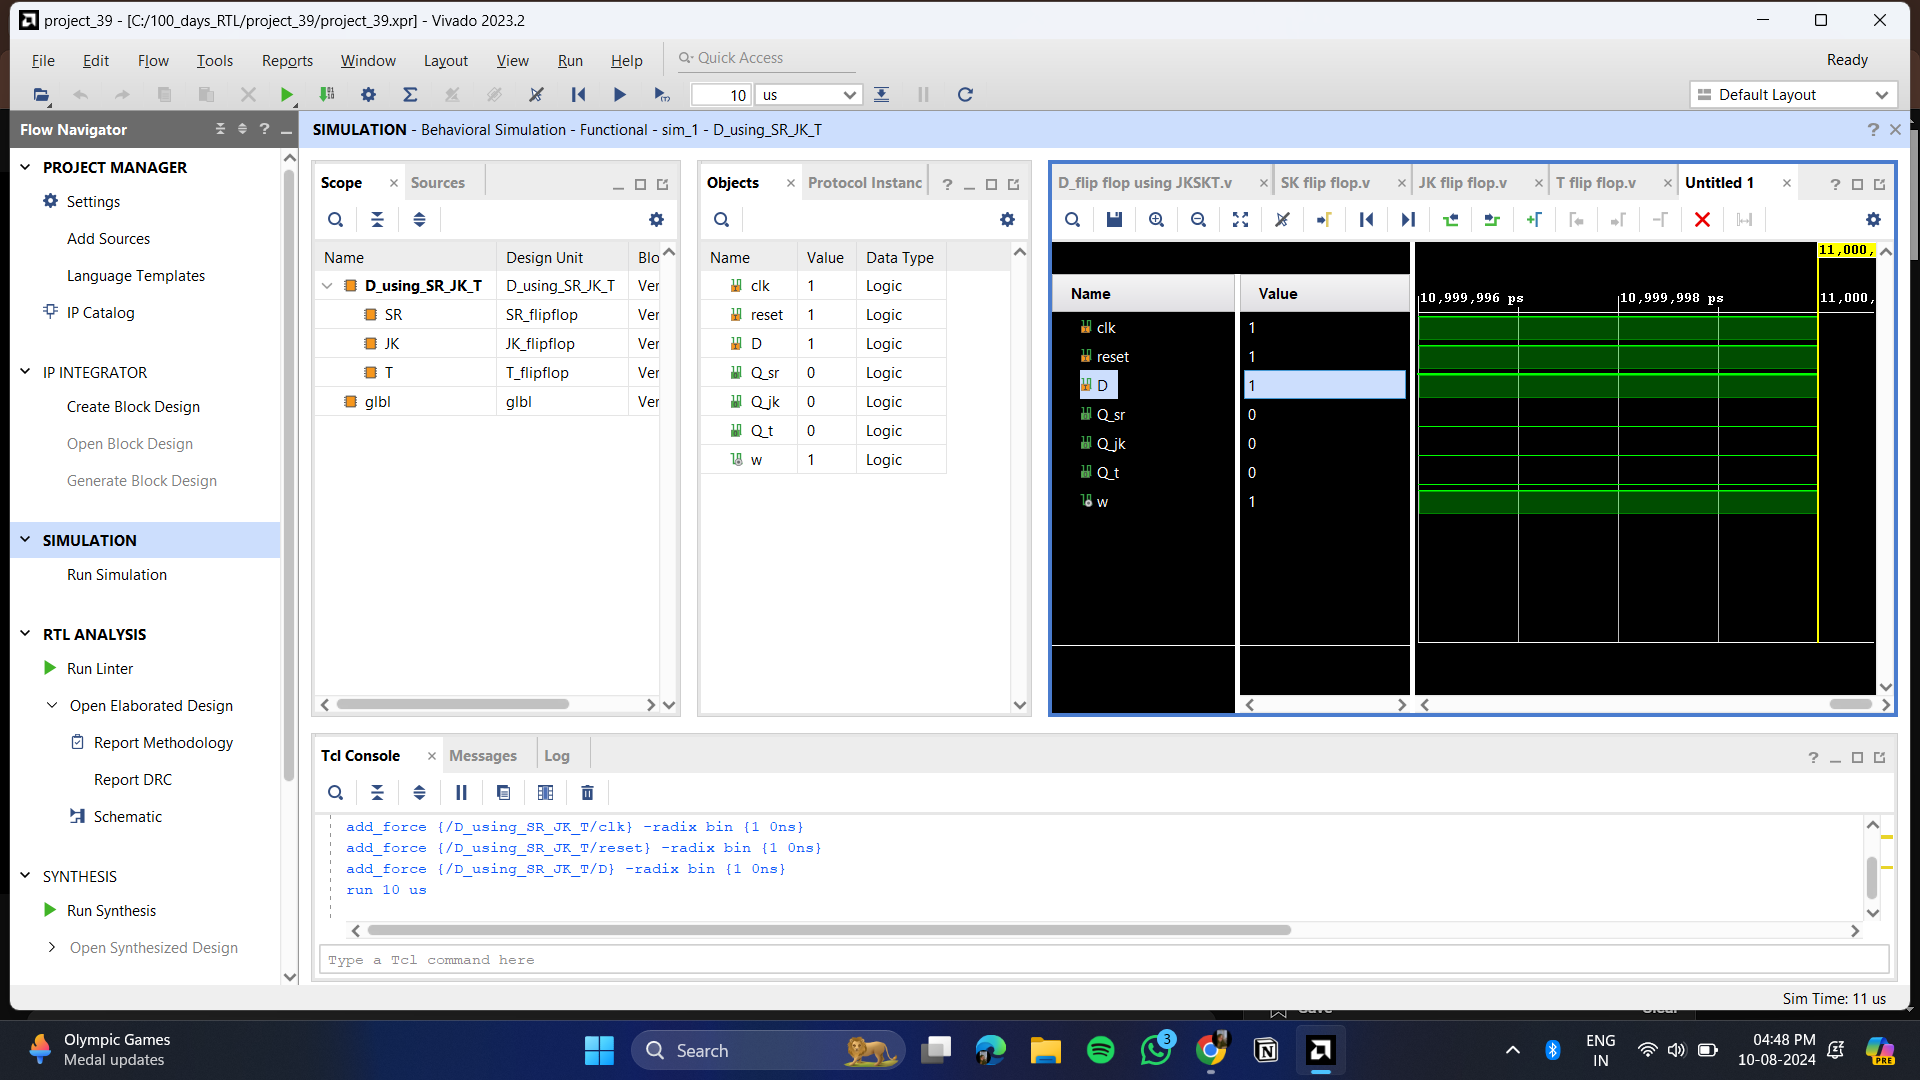 project_39 - [C:/100_days_RTL/project_39/project_39.xpr] - Vivado 2023.2
File Edit Flow Tools Reports Window Layout View Run Help
Quick Access
Ready
10 us
Default Layout
Flow Navigator
SIMULATION - Behavioral Simulation - Functional - sim_1 - D_using_SR_JK_T
PROJECT MANAGER
Settings
Add Sources
Language Templates
IP Catalog
IP INTEGRATOR
Create Block Design
Open Block Design
Generate Block Design
SIMULATION
Run Simulation
RTL ANALYSIS
Run Linter
Open Elaborated Design
Report Methodology
Report DRC
Schematic
SYNTHESIS
Run Synthesis
Open Synthesized Design
Scope Sources
Name Design Unit Blo
D_using_SR_JK_T D_using_SR_JK_T Ver
SR SR_flipflop Ver
JK JK_flipflop Ver
T T_flipflop Ver
glbl glbl Ver
Objects Protocol Instanc
Name Value Data Type
clk 1 Logic
reset 1 Logic
D 1 Logic
Q_sr 0 Logic
Q_jk 0 Logic
Q_t 0 Logic
w 1 Logic
D_flip flop using JKSKT.v SK flip flop.v JK flip flop.v T flip flop.v Untitled 1
11,000,
Name Value
10,999,996 ps 10,999,998 ps 11,000,
clk 1
reset 1
D 1
Q_sr 0
Q_jk 0
Q_t 0
w 1
Tcl Console Messages Log
add_force {/D_using_SR_JK_T/clk} -radix bin {1 0ns}
add_force {/D_using_SR_JK_T/reset} -radix bin {1 0ns}
add_force {/D_using_SR_JK_T/D} -radix bin {1 0ns}
run 10 us
Type a Tcl command here
Sim Time: 11 us
Olympic Games
Medal updates
Search
3
ENG
IN
04:48 PM
10-08-2024
PRE